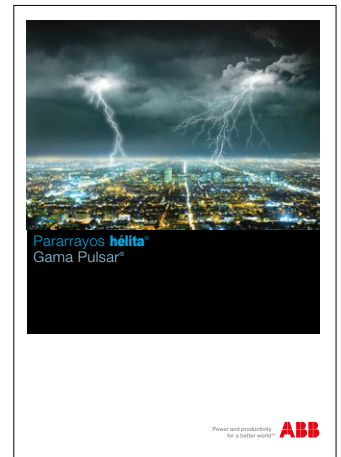 Pararrayos hélita®
Gama Pulsar®
Power and productivity
for a better world™
ABB